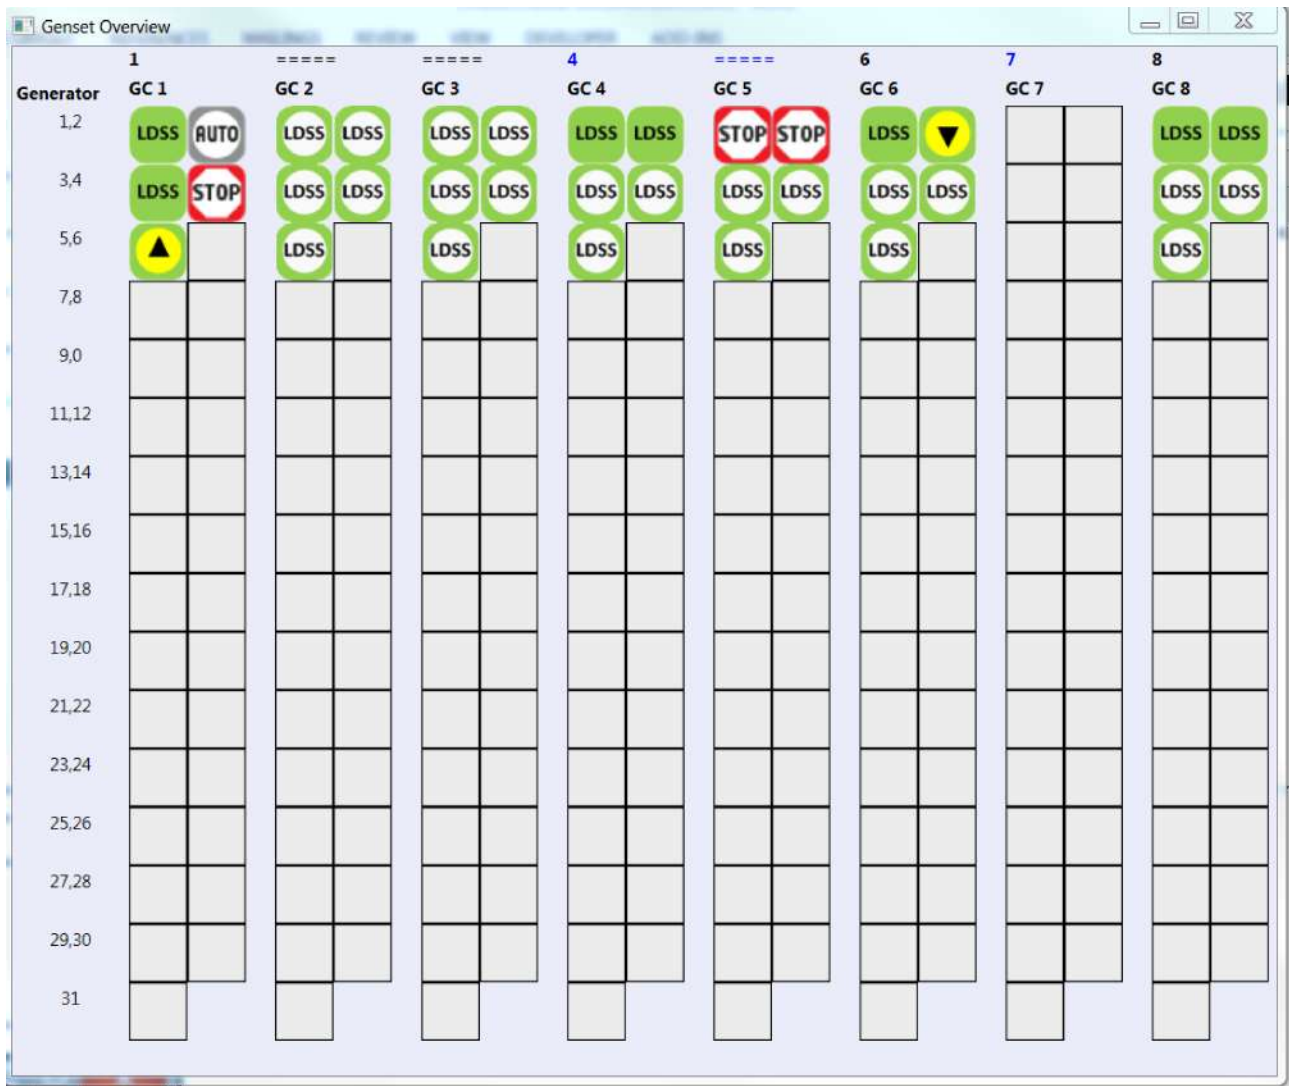 Genset Overview
1 ===== ===== 4 ===== 6 7 8
Generator GC 1 GC 2 GC 3 GC 4 GC 5 GC 6 GC 7 GC 8
1,2 LDSS AUTO LDSS LDSS LDSS LDSS LDSS LDSS STOP STOP LDSS LDSS LDSS
3,4 LDSS STOP LDSS LDSS LDSS LDSS LDSS LDSS LDSS LDSS LDSS LDSS LDSS LDSS
5,6 LDSS LDSS LDSS LDSS LDSS LDSS
7,8
9,0
11,12
13,14
15,16
17,18
19,20
21,22
23,24
25,26
27,28
29,30
31